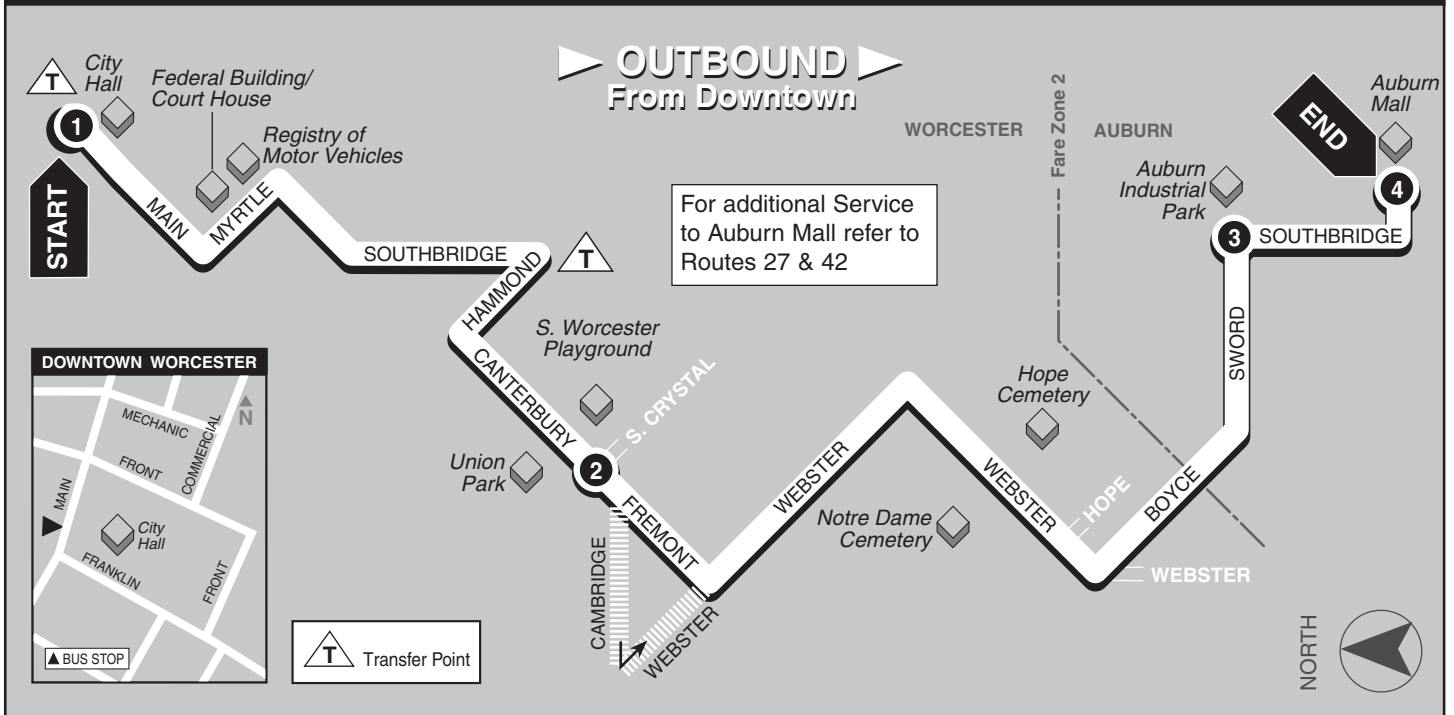 OUTBOUND
From Downtown
T
City
Hall
Federal Building/
Court House
Registry of
Motor Vehicles
1
START
MAIN
MYRTLE
SOUTHBRIDGE
T
HAMMOND
For additional Service
to Auburn Mall refer to
Routes 27 & 42
WORCESTER
Fare Zone 2
AUBURN
END
Auburn
Mall
Auburn
Industrial
Park
4
3
SOUTHBRIDGE
S. Worcester
Playground
CANTERBURY
S. CRYSTAL
Union
Park
2
FREMONT
CAMBRIDGE
WEBSTER
WEBSTER
Hope
Cemetery
Notre Dame
Cemetery
WEBSTER
HOPE
WEBSTER
BOYCE
SWORD
DOWNTOWN WORCESTER
N
MECHANIC
COMMERCIAL
FRONT
MAIN
City
Hall
FRANKLIN
FRONT
BUS STOP
T Transfer Point
NORTH